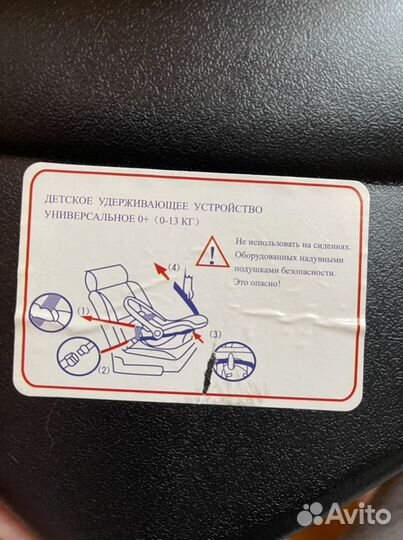 ДЕТСКОЕ УДЕРЖИВАЮЩЕЕ УСТРОЙСТВО
УНИВЕРСАЛЬНОЕ 0+ (0-13 КГ)
Не использовать на сидениях.
Оборудованных надувными
подушками безопасности.
Это опасно!
(4)
(1)
(3)
(2)
Avito